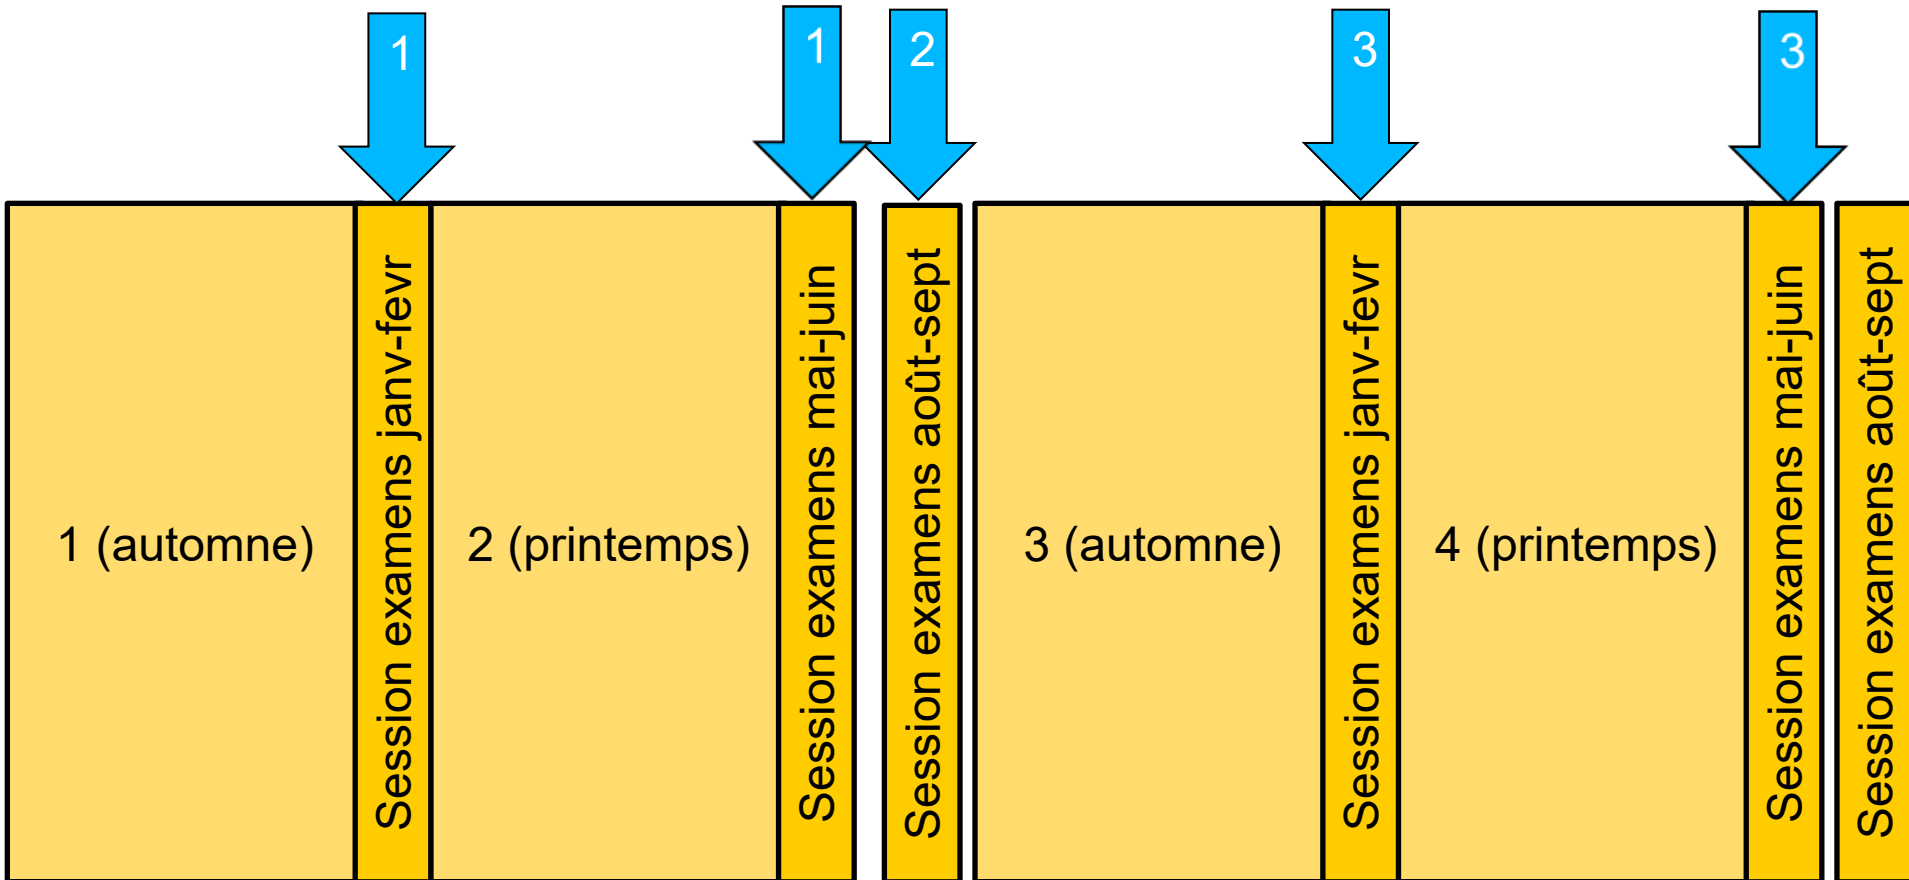 1
1
2
3
3
1 (automne)
Session examens janv-fevr
2 (printemps)
Session examens mai-juin
Session examens août-sept
3 (automne)
Session examens janv-fevr
4 (printemps)
Session examens mai-juin
Session examens août-sept